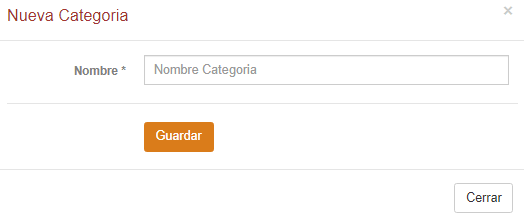 Nueva Categoria
×
Nombre *
Nombre Categoria
Guardar
Cerrar